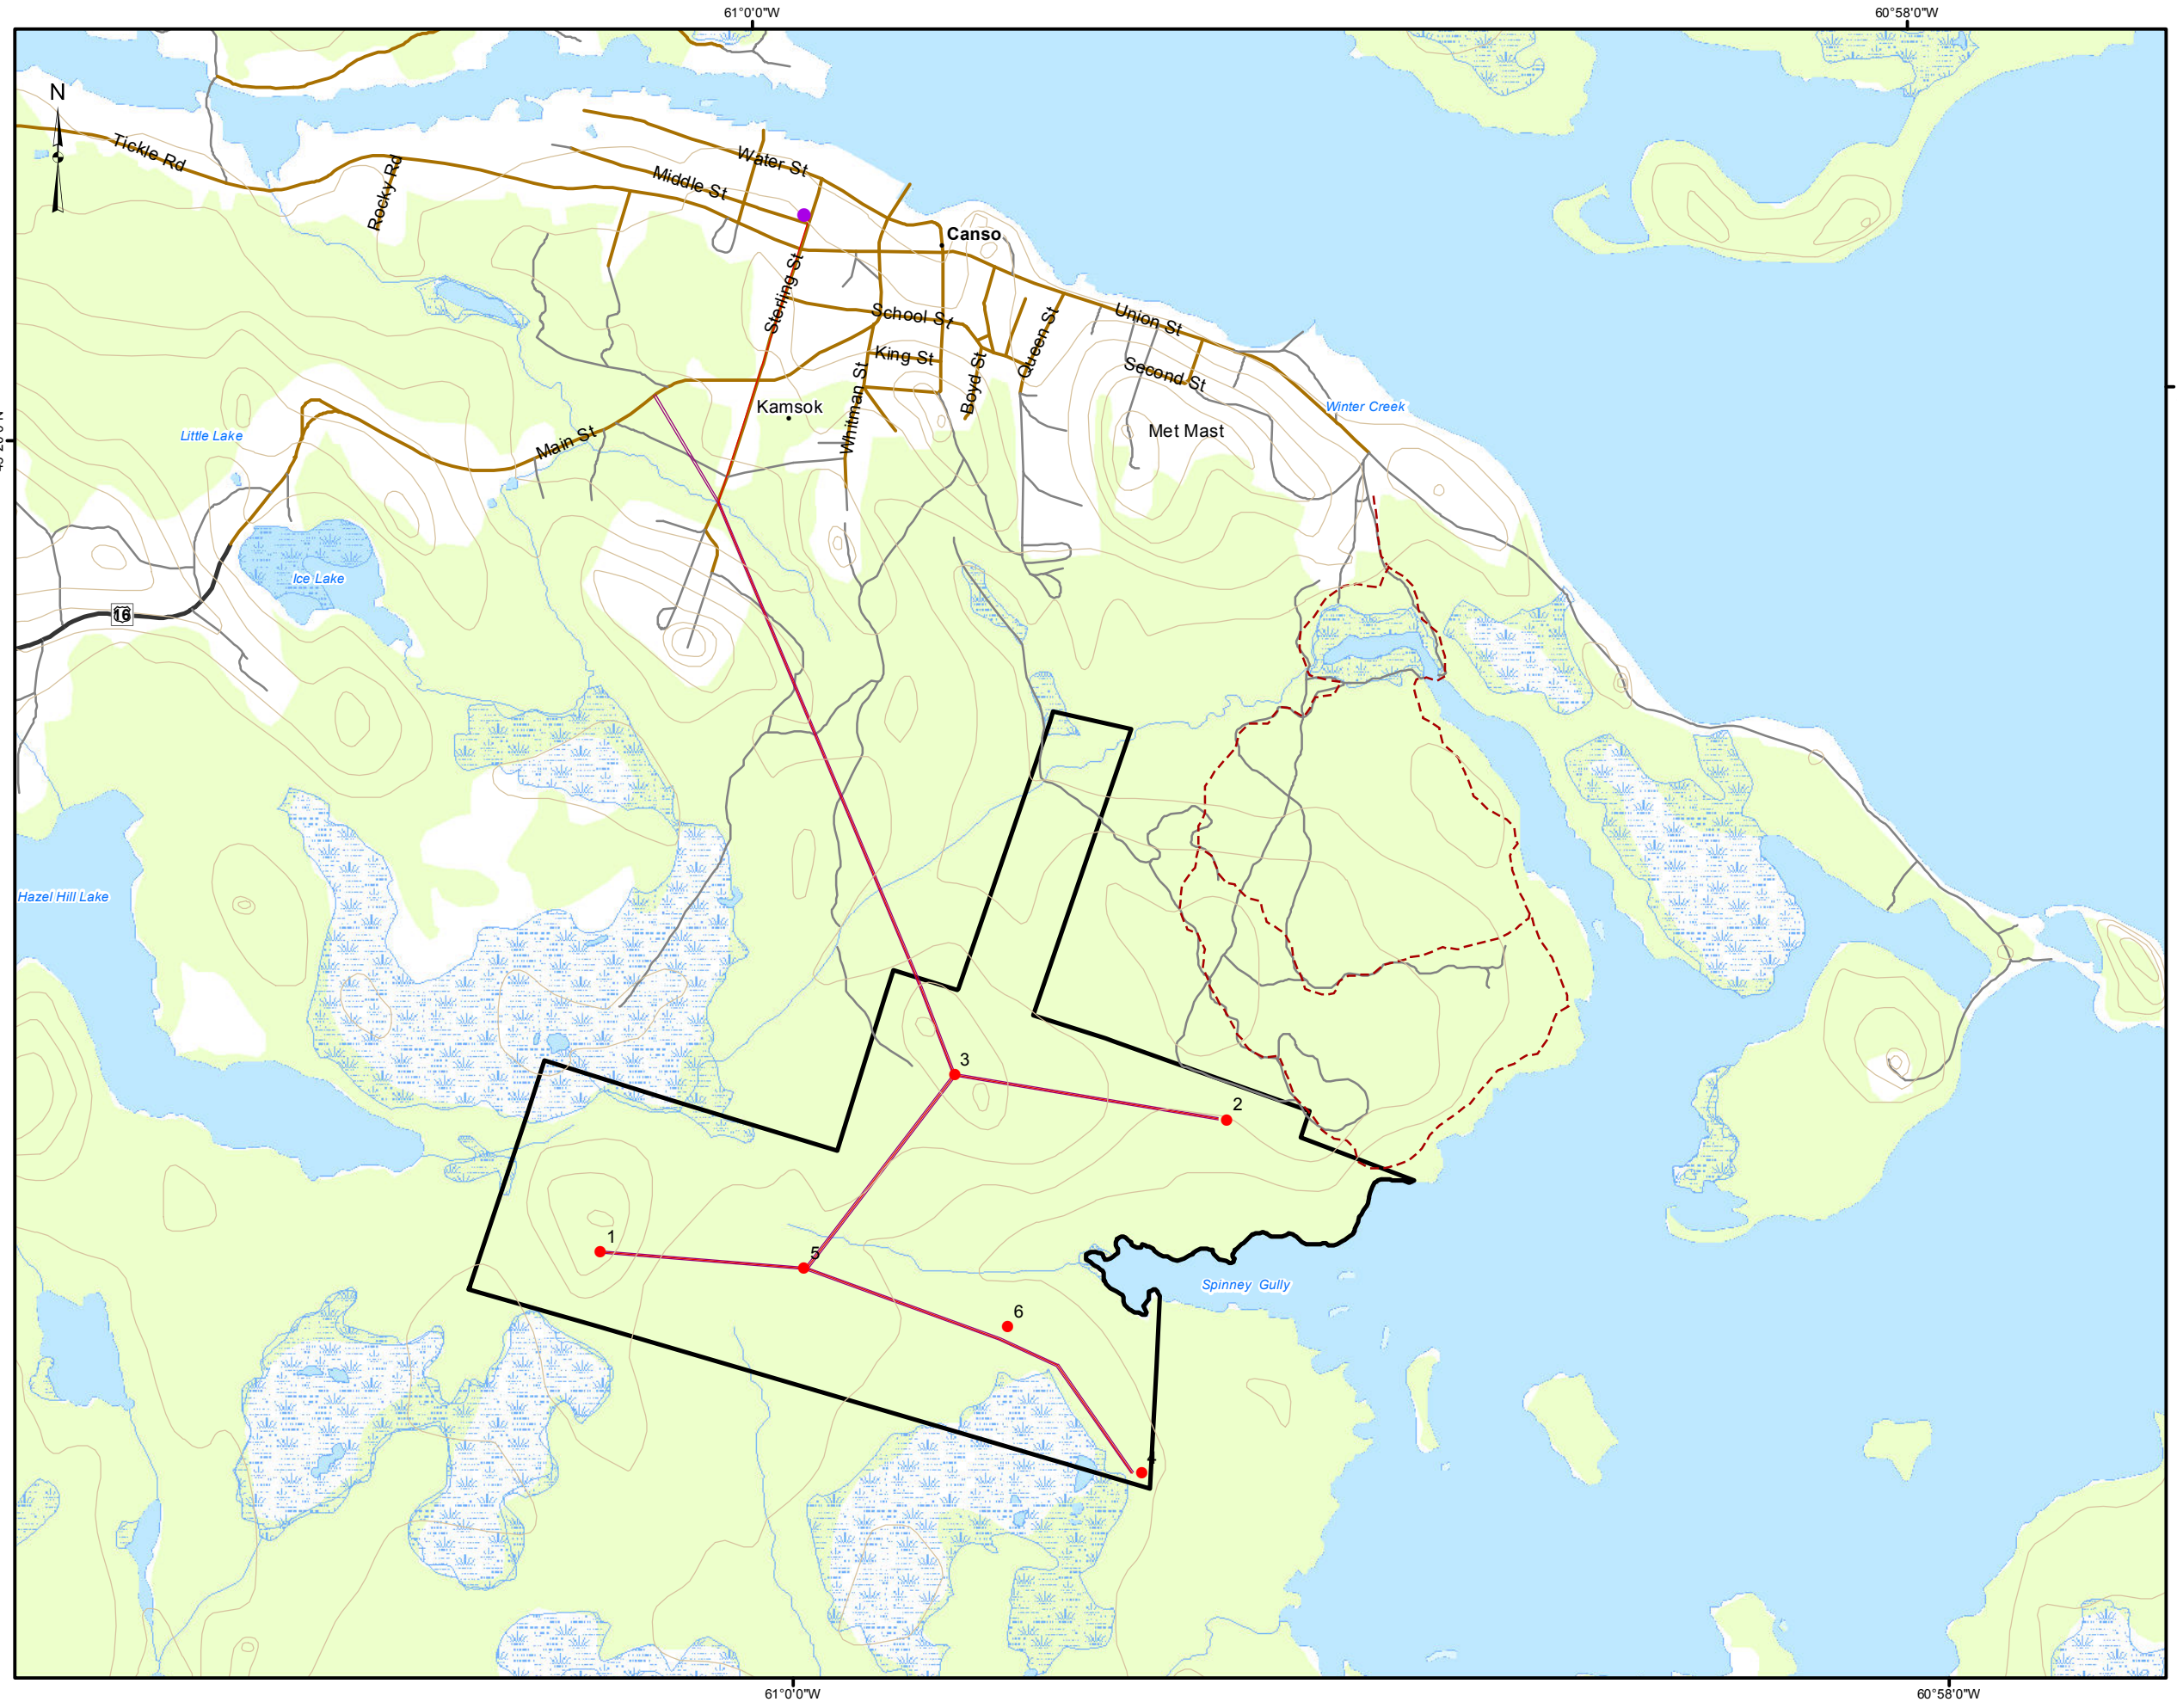 61°0'0"W
60°58'0"W
N
Tickle Rd
Rocky Rd
Water St
Middle St
Canso
Sterling St
School St
Union St
King St
Queen St
Second St
Boyd St
Whitman St
Kamsok
Winter Creek
Little Lake
Main St
Met Mast
Ice Lake
16
Hazel Hill Lake
3
2
1
5
Spinney Gully
6
4
61°0'0"W
60°58'0"W